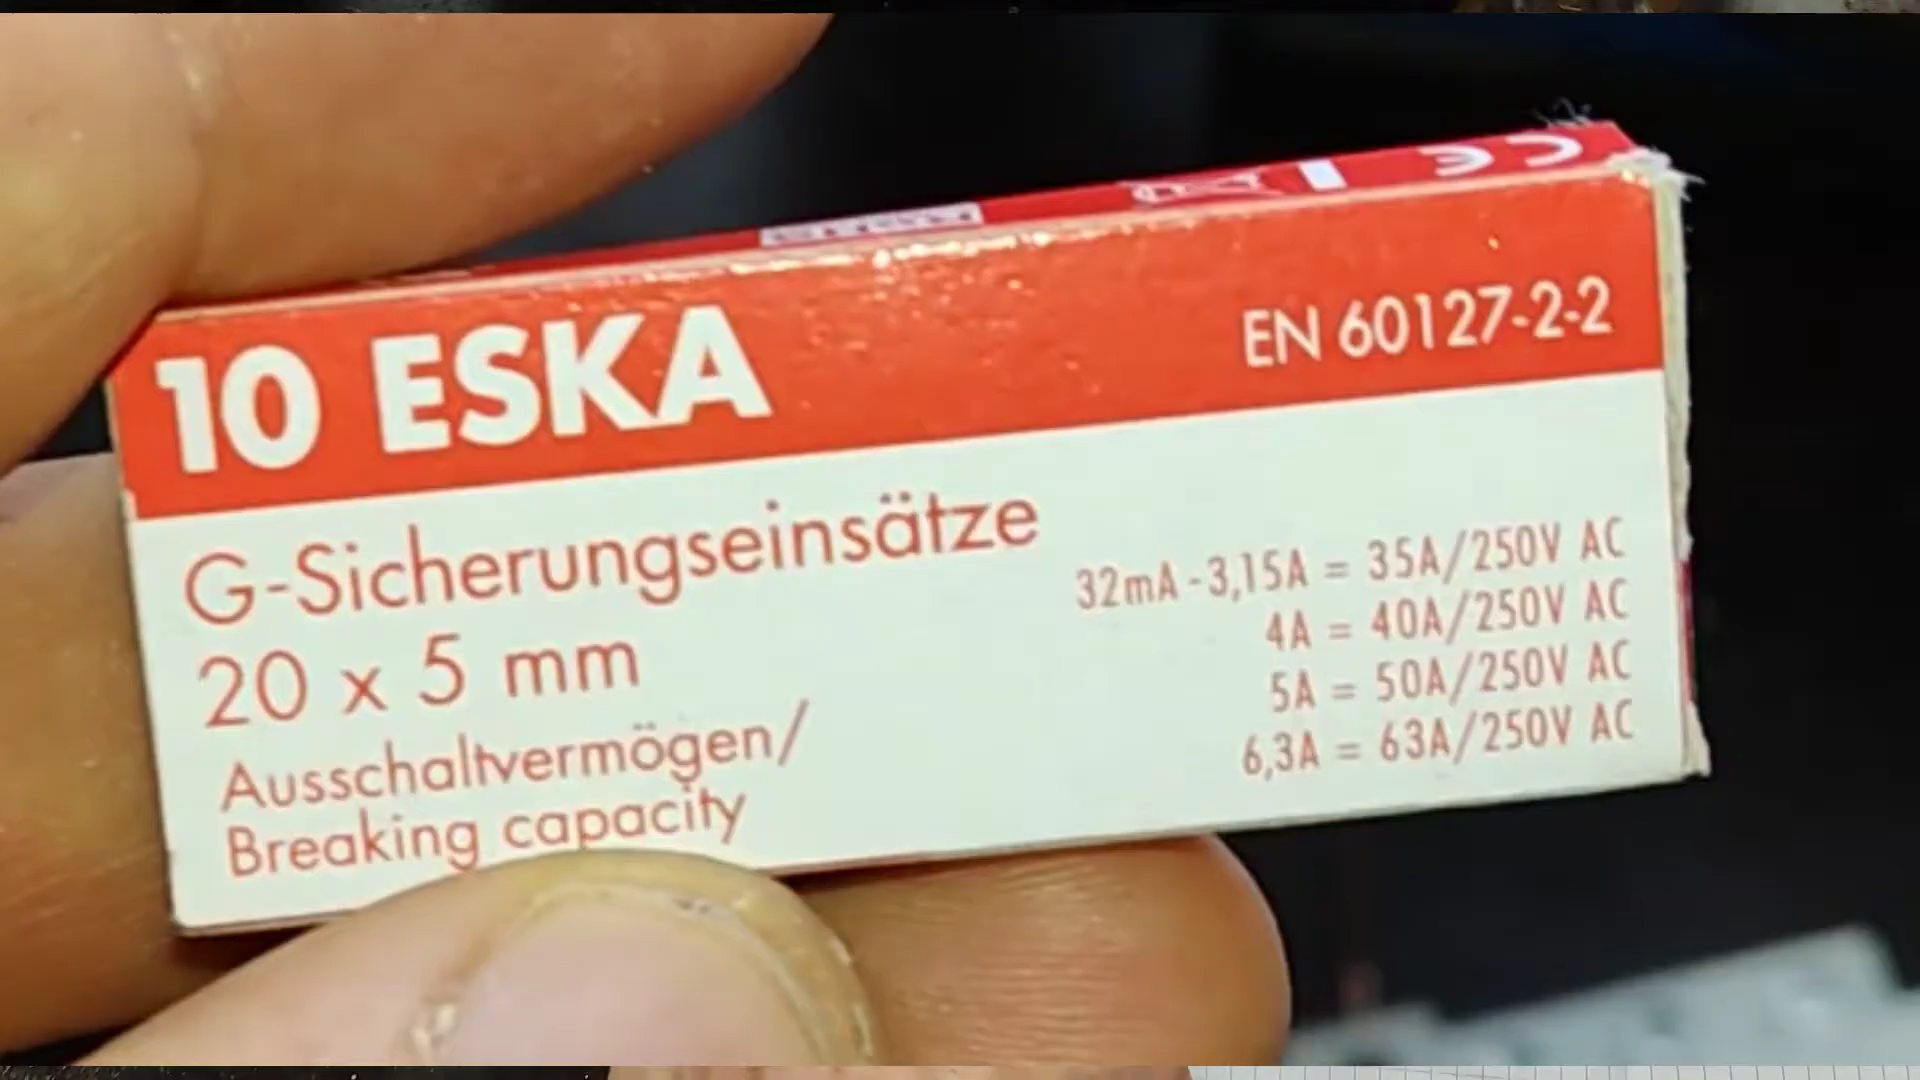 10 ESKA
EN 60127-2-2
G-Sicherungseinsätze
20 x 5 mm
Ausschaltvermögen/
Breaking capacity
32mA - 3,15A = 35A/250V AC
4A = 40A/250V AC
5A = 50A/250V AC
6,3A = 63A/250V AC